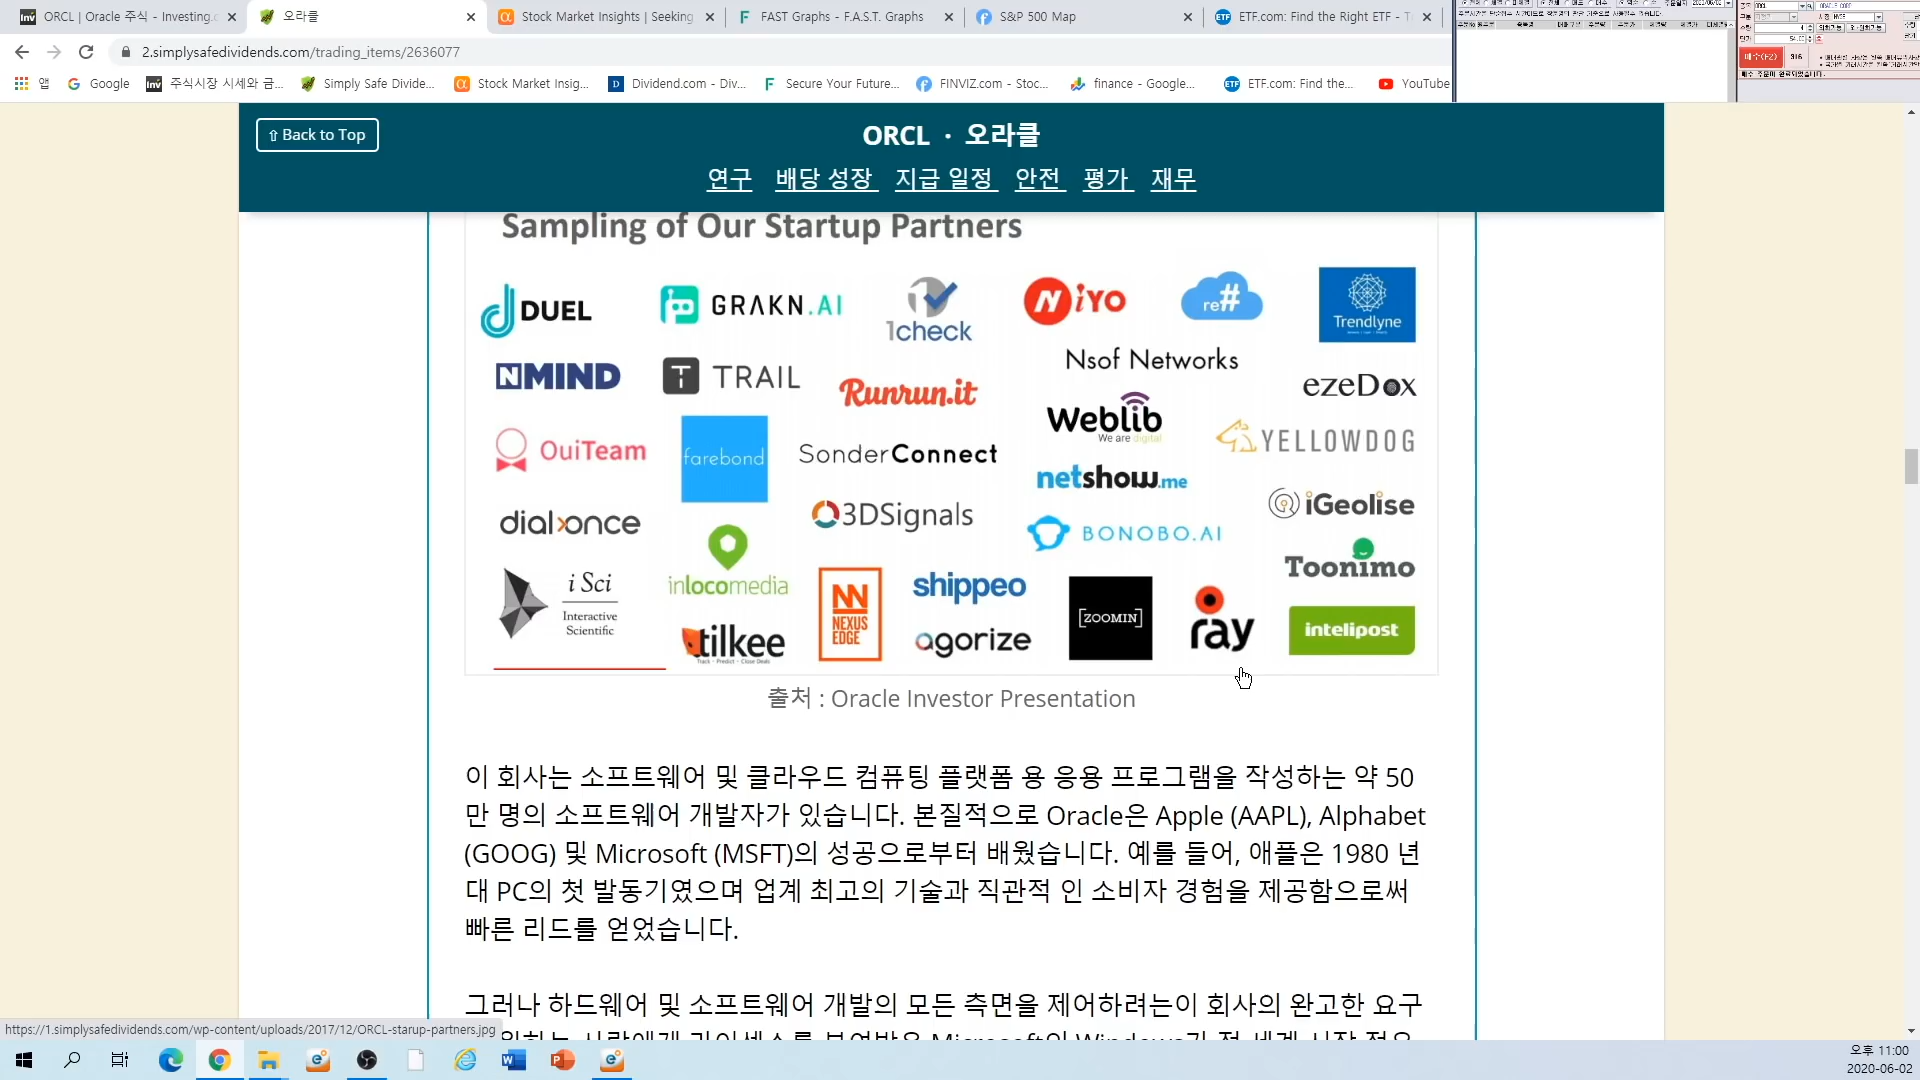 ORCL | Oracle 주식 - Investing.c
오라클
Stock Market Insights | Seeking
FAST Graphs - F.A.S.T. Graphs
S&P 500 Map
ETF.com: Find the Right ETF - T
2.simplysafedividends.com/trading_items/2636077
앱
Google
주식시장 시세와 금...
Simply Safe Divide...
Stock Market Insig...
Dividend.com - Div...
Secure Your Future...
FINVIZ.com - Stoc...
finance - Google...
ETF.com: Find the...
YouTube
매수(F2)
⇧ Back to Top
ORCL · 오라클
연구 배당 성장 지급 일정 안전 평가 재무
Sampling of Our Startup Partners
DUEL
GRAKN.AI
1check
NiYO
re#
Trendlyne
NMIND
TRAIL
Runrun.it
Nsof Networks
ezeDox
OuiTeam
farebond
SonderConnect
Weblib
We are digital
YELLOWDOG
netshow.me
dialonce
3DSignals
iGeolise
BONOBO.AI
Toonimo
i Sci
Interactive
Scientific
inlocomedia
NEXUS
EDGE
shippeo
[ZOOMIN]
ray
intelipost
tilkee
Track - Predict - Close Deals
agorize
출처 : Oracle Investor Presentation
이 회사는 소프트웨어 및 클라우드 컴퓨팅 플랫폼 용 응용 프로그램을 작성하는 약 50
만 명의 소프트웨어 개발자가 있습니다. 본질적으로 Oracle은 Apple (AAPL), Alphabet
(GOOG) 및 Microsoft (MSFT)의 성공으로부터 배웠습니다. 예를 들어, 애플은 1980 년
대 PC의 첫 발동기였으며 업계 최고의 기술과 직관적 인 소비자 경험을 제공함으로써
빠른 리드를 얻었습니다.
그러나 하드웨어 및 소프트웨어 개발의 모든 측면을 제어하려는이 회사의 완고한 요구
https://1.simplysafedividends.com/wp-content/uploads/2017/12/ORCL-starup-partners.jpg
오후 11:00
2020-06-02